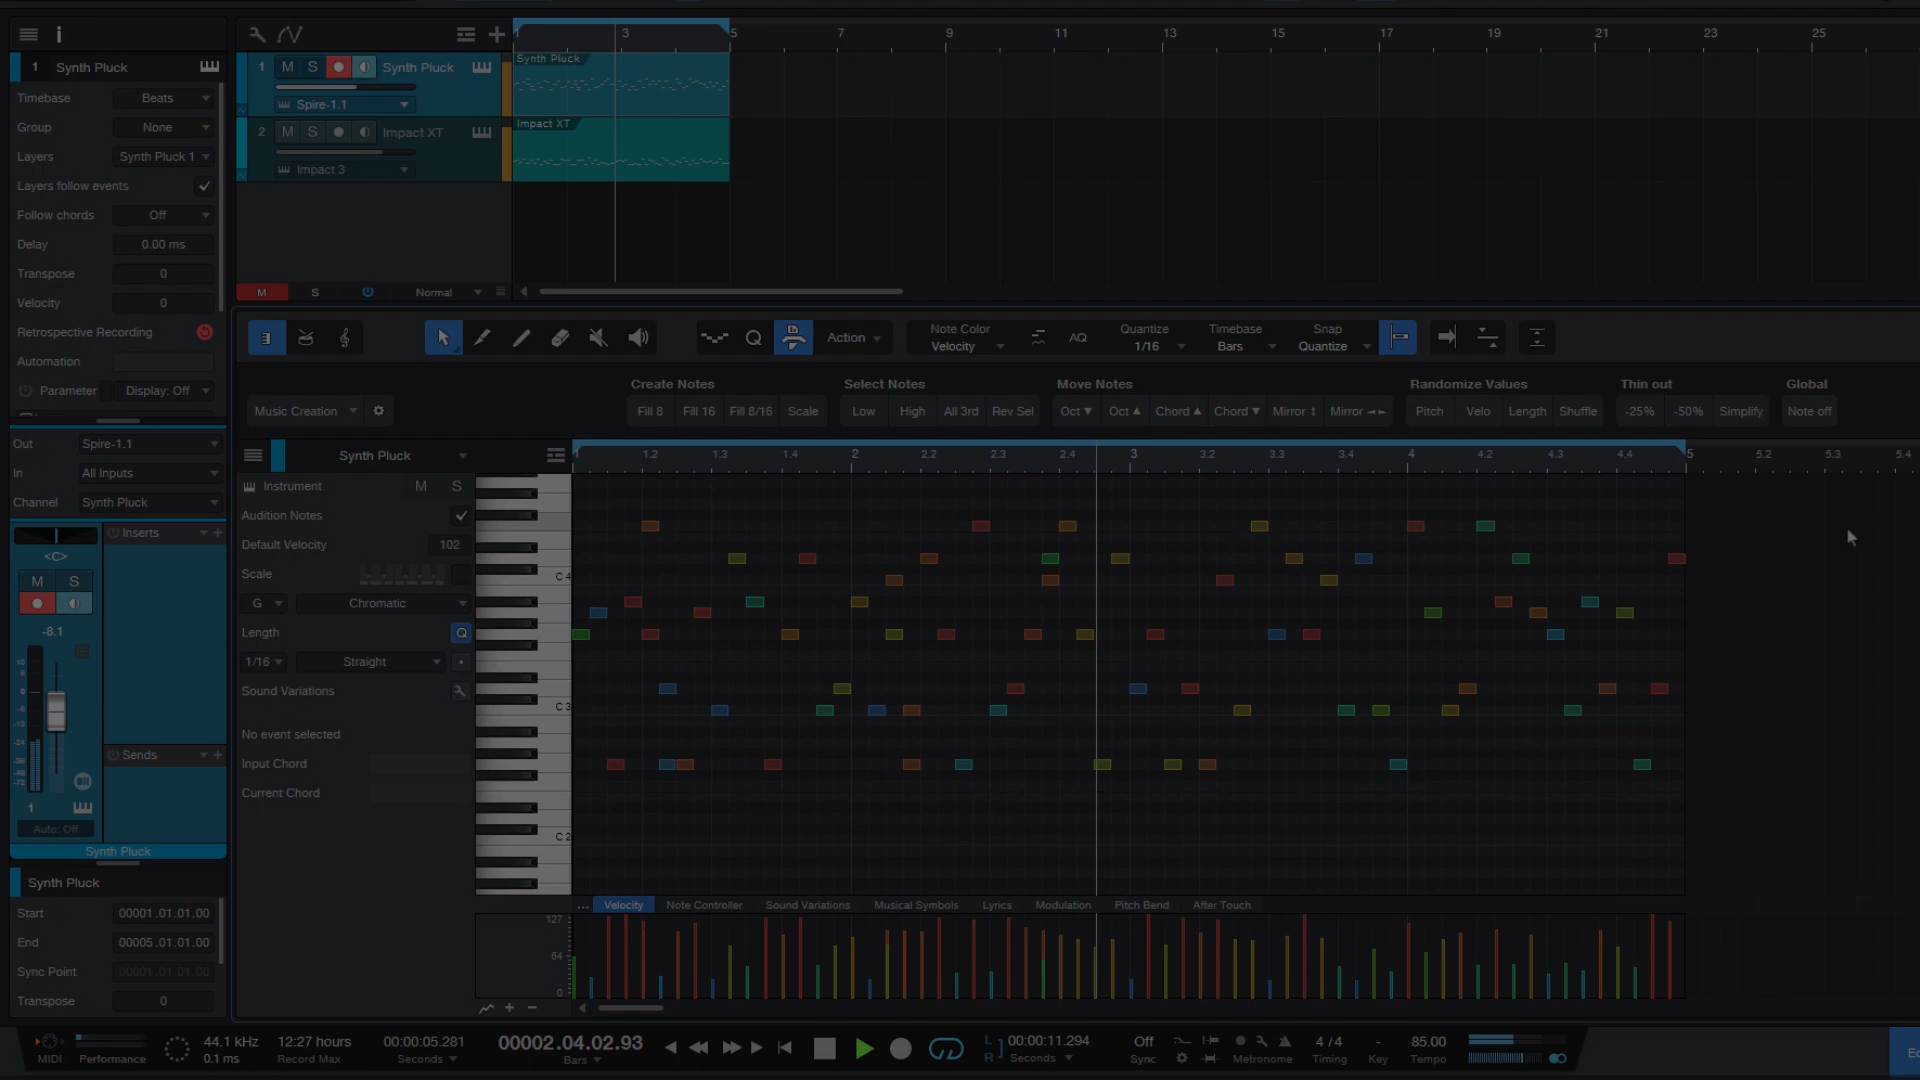 i
1 Synth Pluck
Timebase Beats
Group None
Layers Synth Pluck 1
Layers follow events
Follow chords Off
Delay 0.00 ms
Transpose 0
Velocity 0
Retrospective Recording
Automation
Parameter Display: Off
Out Spire-1.1
In All Inputs
Channel Synth Pluck
Inserts
<C>
M S
-8.1
Sends
1
Auto: Off
Synth Pluck
Synth Pluck
Start 00001.01.01.00
End 00005.01.01.00
Sync Point 00001.01.01.00
Transpose 0
1 3 5 7 9 11 13 15 17 19 21 23 25
1 M S Synth Pluck
Spire-1.1
2 M S Impact XT
Impact 3
Synth Pluck
Impact XT
M S Normal
Action
Note Color
Velocity
AQ
Quantize
1/16
Timebase
Bars
Snap
Quantize
Music Creation
Create Notes
Fill 8 Fill 16 Fill 8/16 Scale
Select Notes
Low High All 3rd Rev Sel
Move Notes
Oct ▼ Oct ▲ Chord ▲ Chord ▼ Mirror ↕ Mirror ◄►
Randomize Values
Pitch Velo Length Shuffle
Thin out
-25% -50% Simplify
Global
Note off
Synth Pluck
1.2 1.3 1.4 2 2.2 2.3 2.4 3 3.2 3.3 3.4 4 4.2 4.3 4.4 5 5.2 5.3 5.4
Instrument M S
Audition Notes
Default Velocity 102
Scale
G Chromatic
Length Q
1/16 Straight
Sound Variations
No event selected
Input Chord
Current Chord
C 4
C 3
C 2
... Velocity Note Controller Sound Variations Musical Symbols Lyrics Modulation Pitch Bend After Touch
127
64
0
MIDI
Performance
44.1 kHz
0.1 ms
12:27 hours
Record Max
00:00:05.281
Seconds
00002.04.02.93
Bars
L
R
00:00:11.294
Seconds
Off
Sync
Metronome
4 / 4
Timing
-
Key
85.00
Tempo